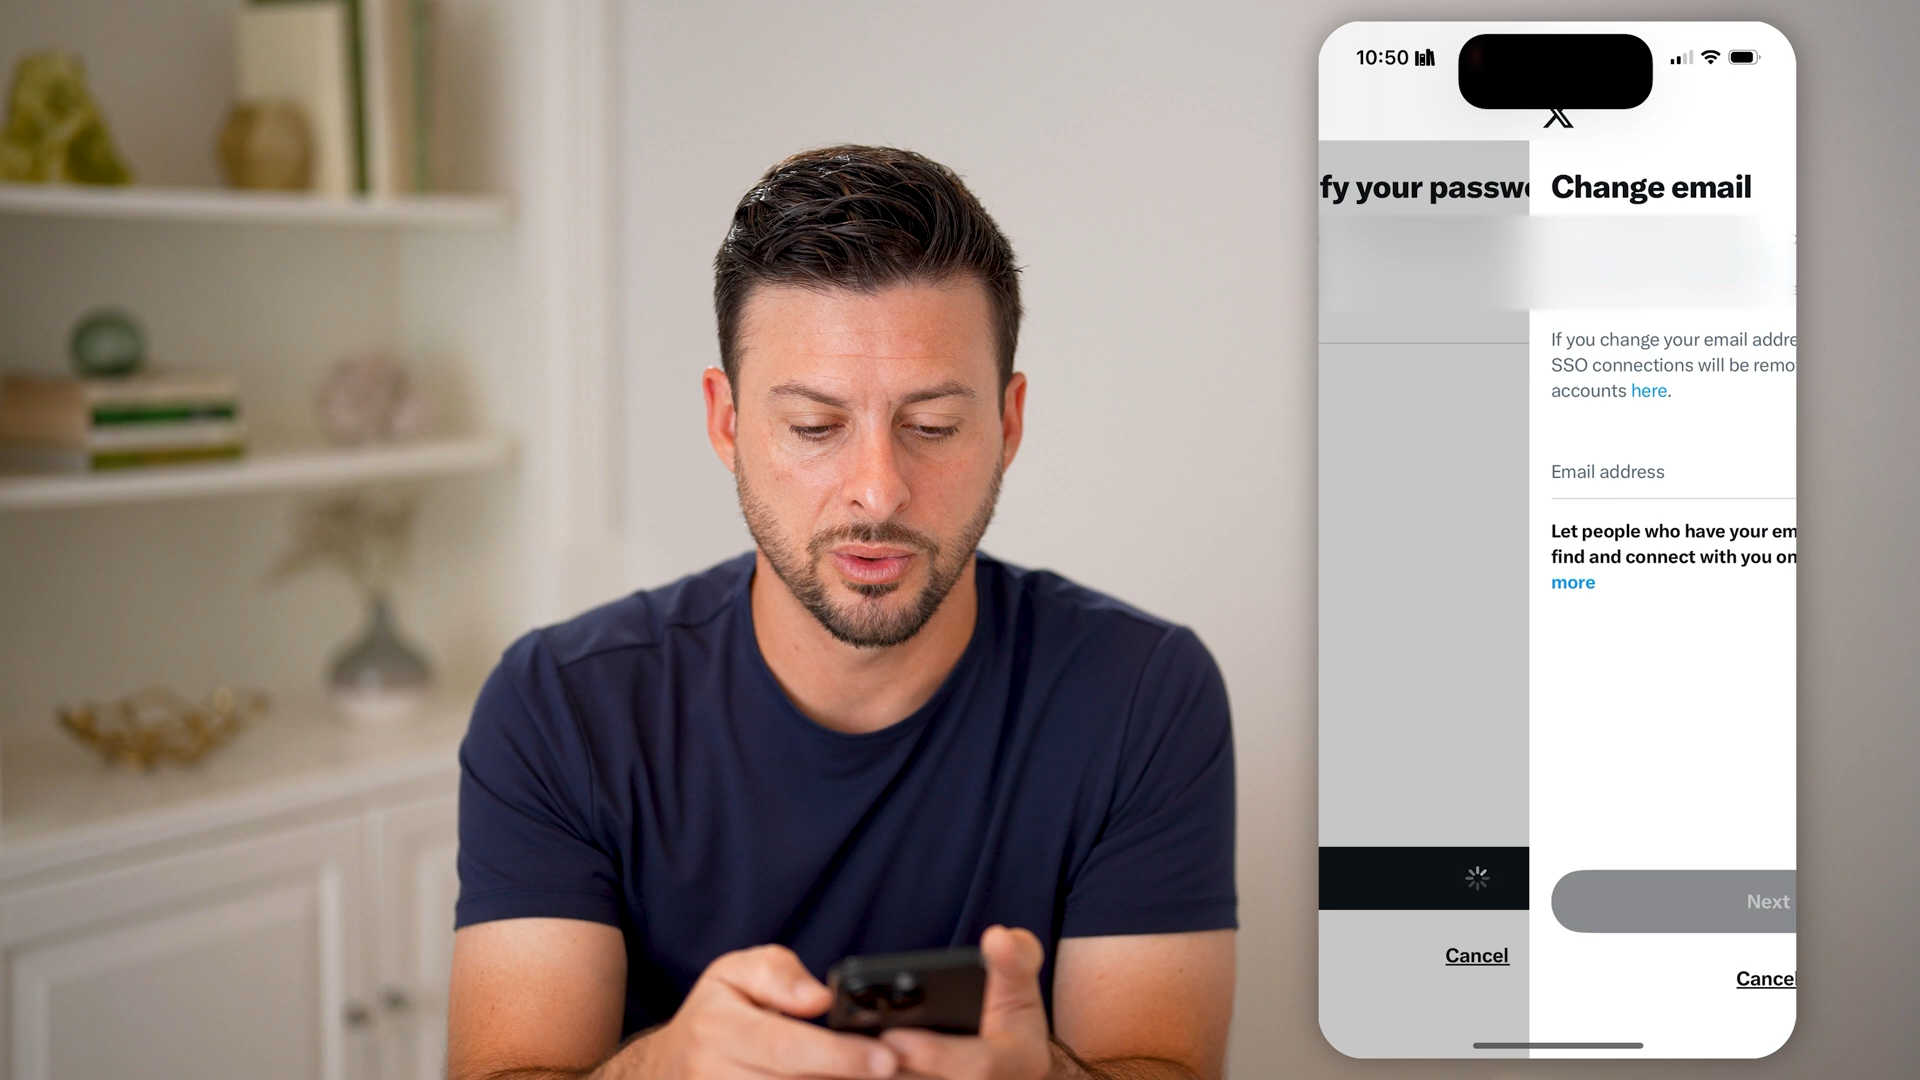 10:50
fy your passw
Change email
If you change your email addre
SSO connections will be remo
accounts here.
Email address
Let people who have your em
find and connect with you on
more
Next
Cancel
Cancel